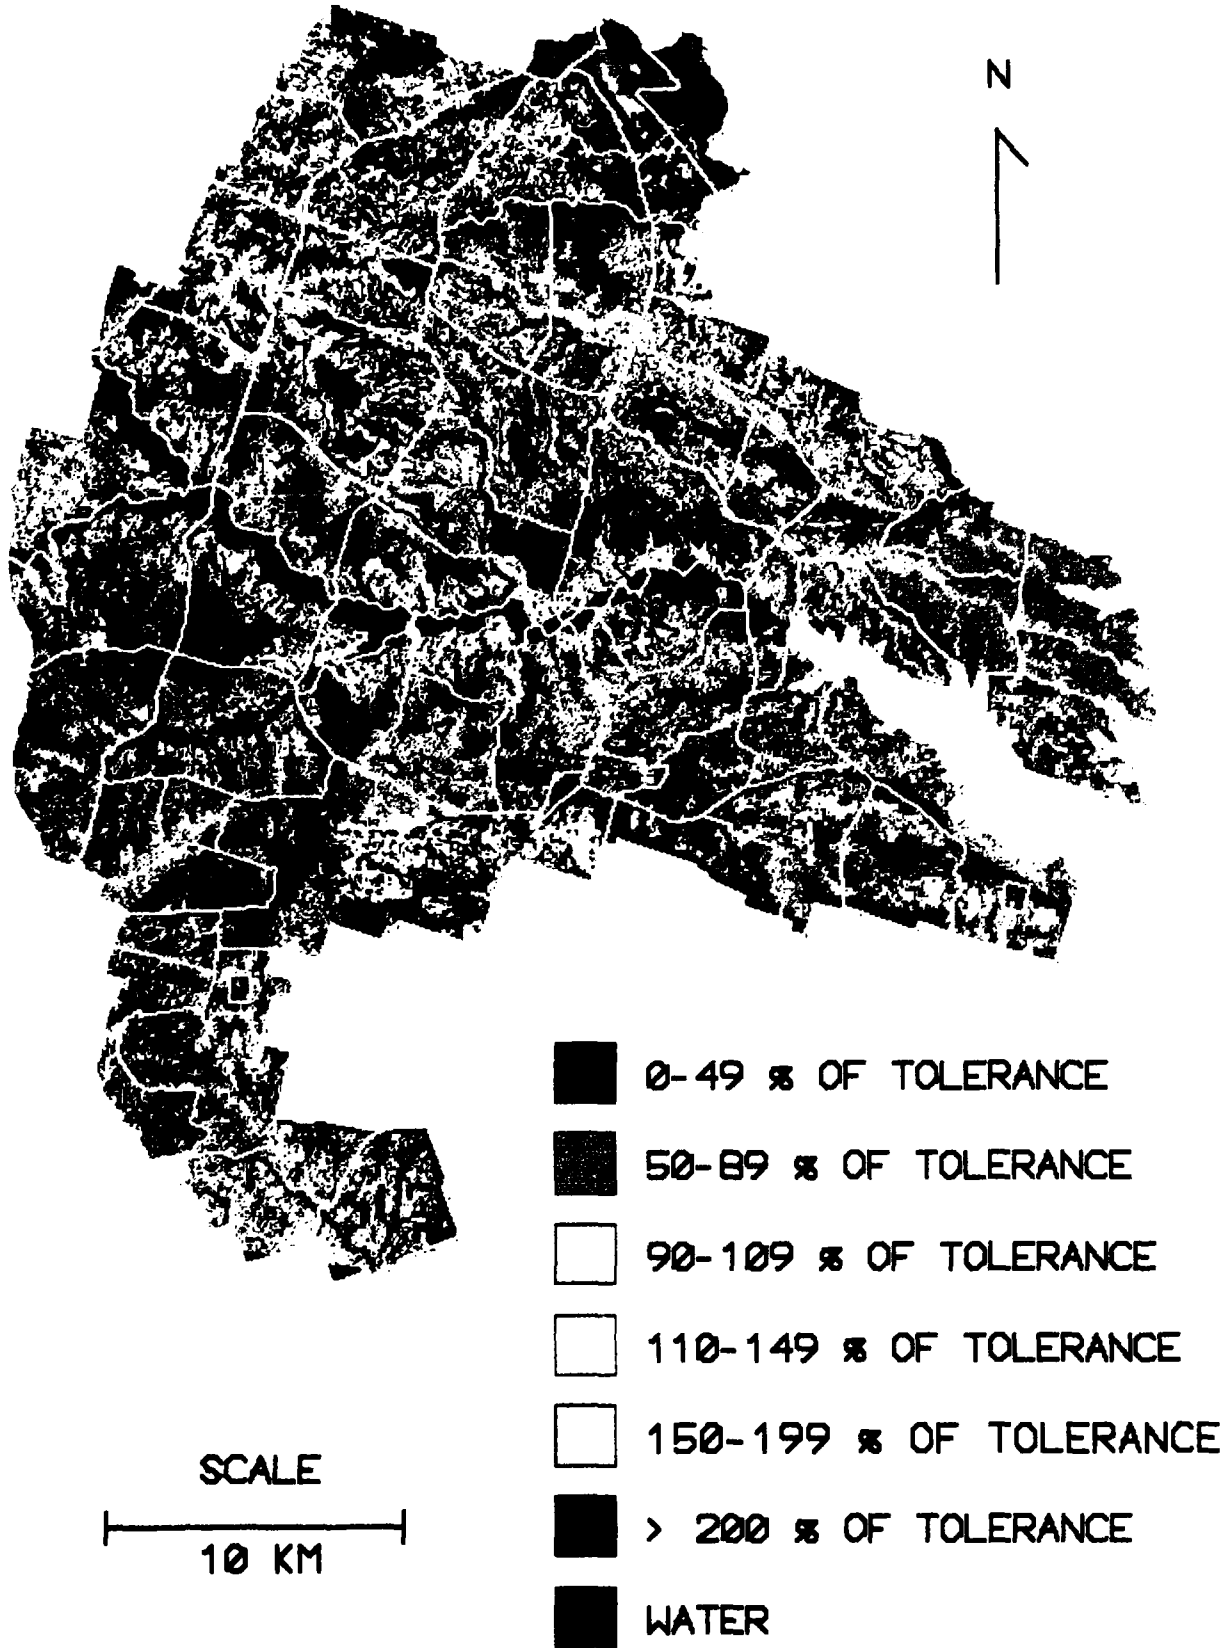 N
0-49 % OF TOLERANCE
50-89 % OF TOLERANCE
90-109 % OF TOLERANCE
110-149 % OF TOLERANCE
150-199 % OF TOLERANCE
> 200 % OF TOLERANCE
WATER
SCALE
10 KM